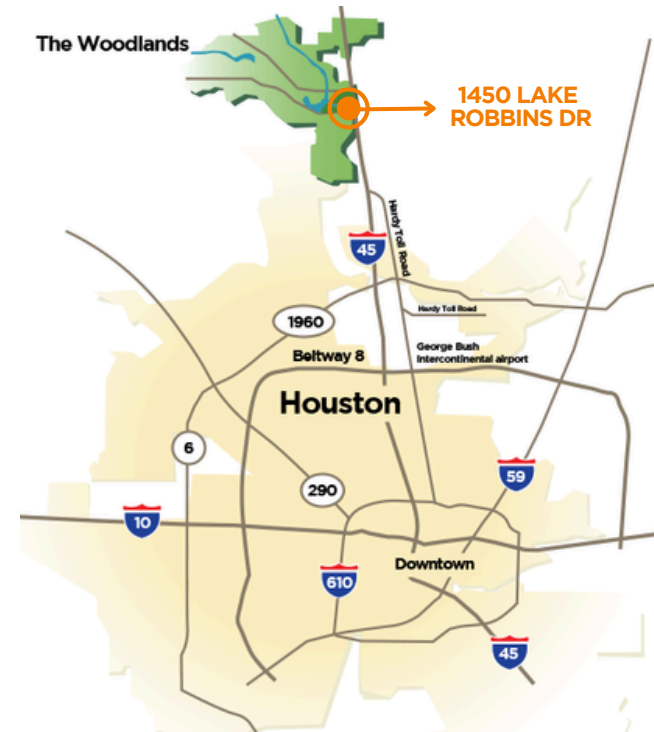 The Woodlands
1450 LAKE
ROBBINS DR
Hardy Toll Road
45
1960
Hardy Toll Road
George Bush
Intercontinental airport
Beltway 8
Houston
6
59
290
10
Downtown
610
45